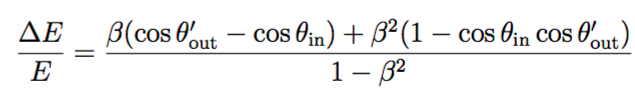 ΔE/E = (β(cos θ′_out − cos θ_in) + β²(1 − cos θ_in cos θ′_out))/(1 − β²)